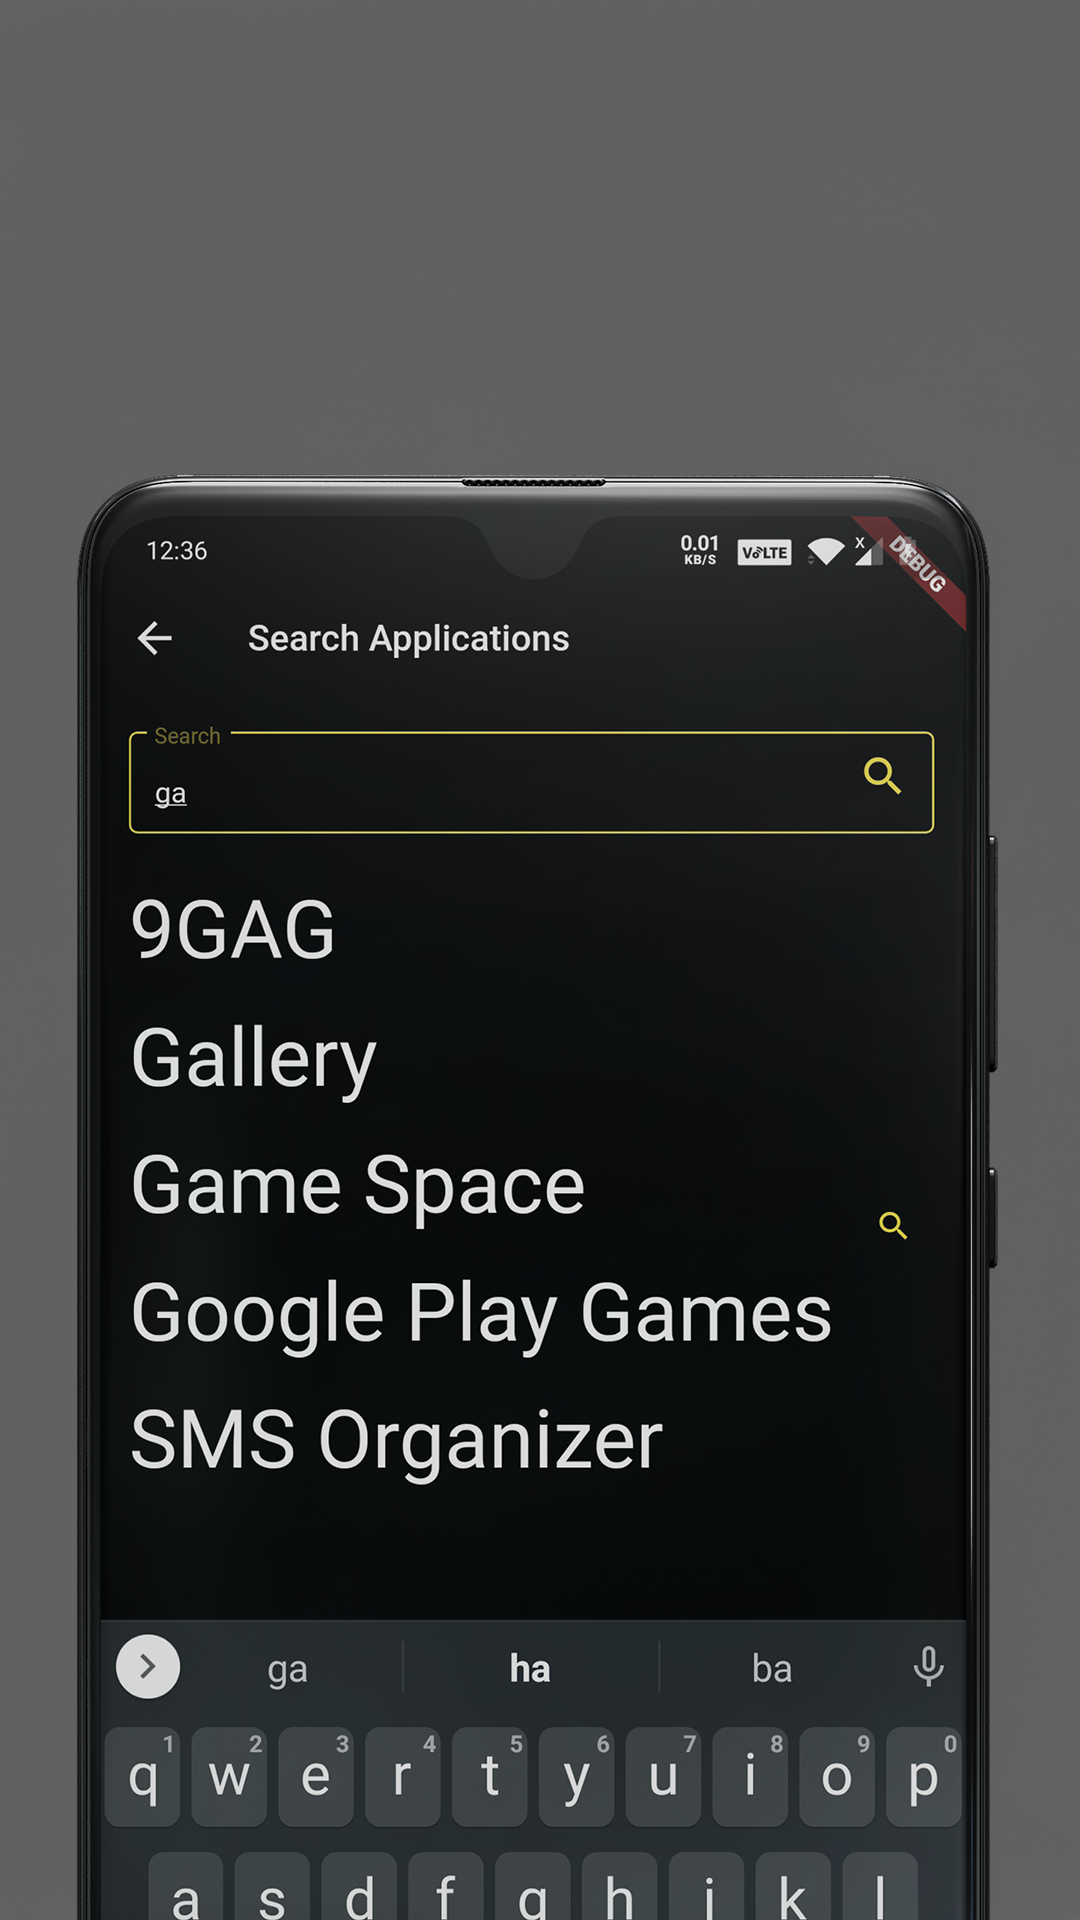 12:36
0.01
KB/S
VoLTE
X
DEBUG
Search Applications
Search
ga
9GAG
Gallery
Game Space
Google Play Games
SMS Organizer
ga ha ba
1 2 3 4 5 6 7 8 9 0
q w e r t y u i o p
a s d f g h j k l